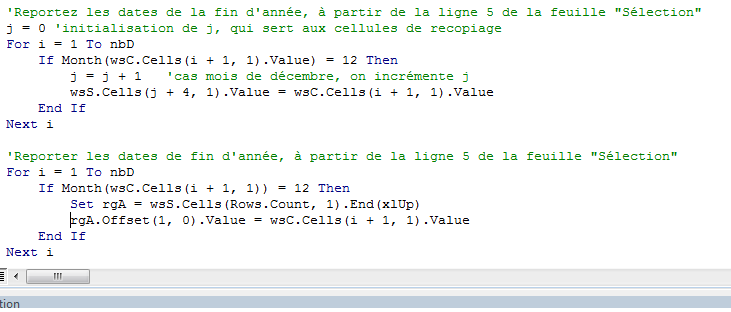 'Reportez les dates de la fin d'année, à partir de la ligne 5 de la feuille "Sélection"
j = 0 'initialisation de j, qui sert aux cellules de recopiage
For i = 1 To nbD
    If Month(wsC.Cells(i + 1, 1).Value) = 12 Then
        j = j + 1   'cas mois de décembre, on incrémente j
        wsS.Cells(j + 4, 1).Value = wsC.Cells(i + 1, 1).Value
    End If
Next i

'Reporter les dates de fin d'année, à partir de la ligne 5 de la feuille "Sélection"
For i = 1 To nbD
    If Month(wsC.Cells(i + 1, 1)) = 12 Then
        Set rgA = wsS.Cells(Rows.Count, 1).End(xlUp)
        rgA.Offset(1, 0).Value = wsC.Cells(i + 1, 1).Value
    End If
Next i
tion